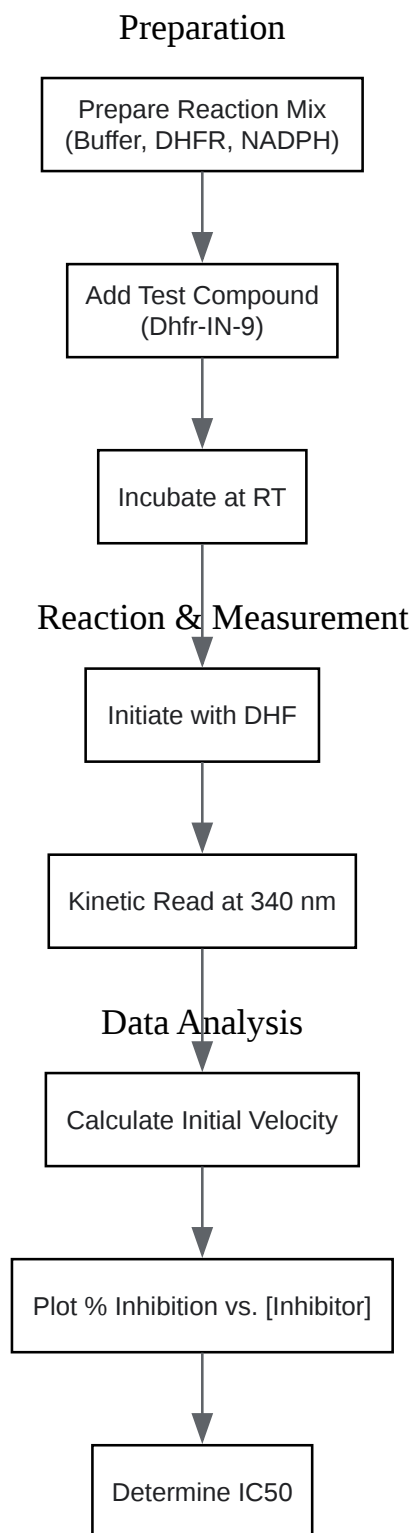 Preparation
Prepare Reaction Mix
(Buffer, DHFR, NADPH)
Add Test Compound
(Dhfr-IN-9)
Incubate at RT
Reaction & Measurement
Initiate with DHF
Kinetic Read at 340 nm
Data Analysis
Calculate Initial Velocity
Plot % Inhibition vs. [Inhibitor]
Determine IC50